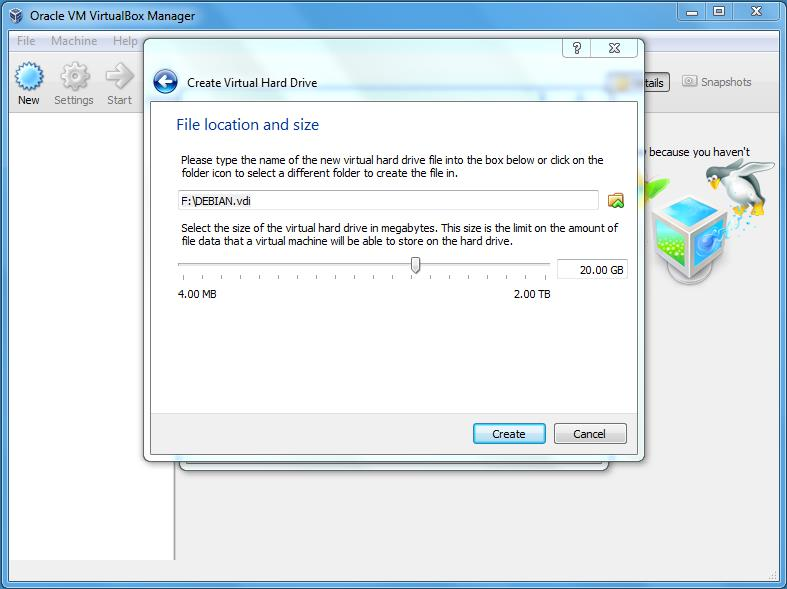 Oracle VM VirtualBox Manager
File Machine Help
New Settings Start
tails Snapshots
because you haven't
?
Create Virtual Hard Drive
File location and size
Please type the name of the new virtual hard drive file into the box below or click on the
folder icon to select a different folder to create the file in.
F:\DEBIAN.vdi
Select the size of the virtual hard drive in megabytes. This size is the limit on the amount of
file data that a virtual machine will be able to store on the hard drive.
20.00 GB
4.00 MB 2.00 TB
Create Cancel